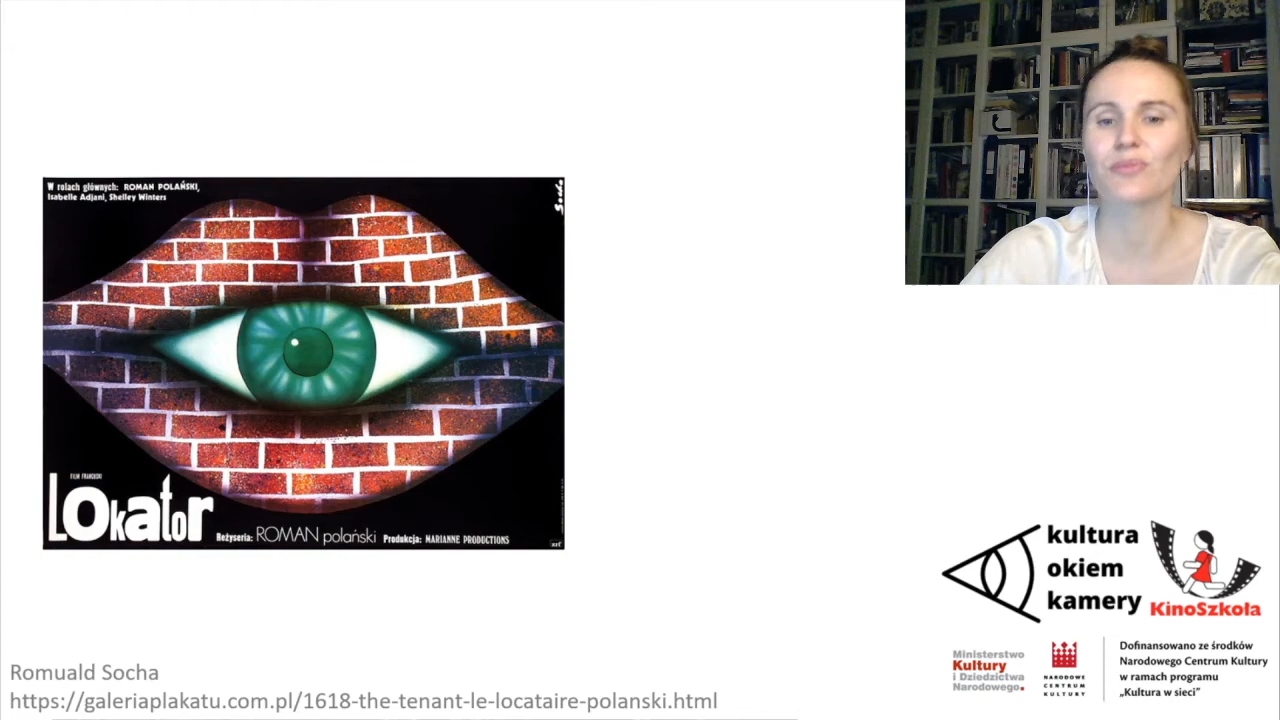 W rolach głównych: ROMAN POLAŃSKI,
Isabelle Adjani, Shelley Winters
Socha
FILM FRANCUSKI
Lokator
Reżyseria: ROMAN polański Produkcja: MARIANNE PRODUCTIONS
kultura
okiem
kamery
KinoSzkoła
Ministerstwo
Kultury
i Dziedzictwa
Narodowego.
NARODOWE
CENTRUM
KULTURY
Dofinansowano ze środków
Narodowego Centrum Kultury
w ramach programu
„Kultura w sieci”
Romuald Socha
https://galeriaplakatu.com.pl/1618-the-tenant-le-locataire-polanski.html